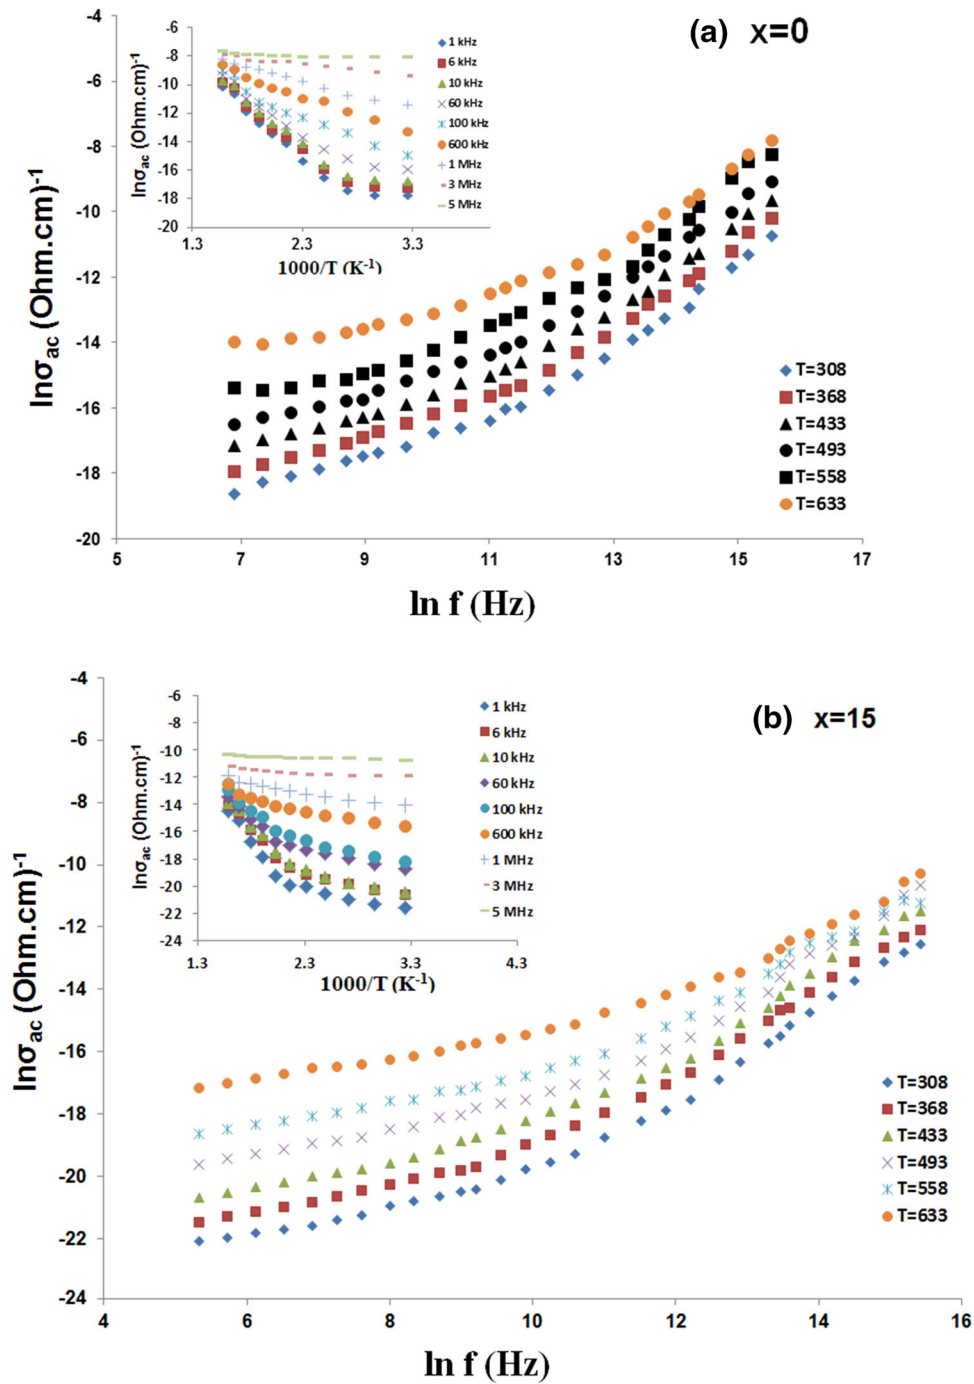 (a) x=0
lnσac (Ohm.cm)-1
-4
-6
-8
-10
-12
-14
-16
-18
-20
5 7 9 11 13 15 17
ln f (Hz)
T=308
T=368
T=433
T=493
T=558
T=633
lnσac (Ohm.cm)-1
-6
-8
-10
-12
-14
-16
-18
-20
1.3 2.3 3.3
1000/T (K-1)
1 kHz
6 kHz
10 kHz
60 kHz
100 kHz
600 kHz
1 MHz
3 MHz
5 MHz
(b) x=15
lnσac (Ohm.cm)-1
-4
-6
-8
-10
-12
-14
-16
-18
-20
-22
-24
4 6 8 10 12 14 16
ln f (Hz)
T=308
T=368
T=433
T=493
T=558
T=633
lnσac (Ohm.cm)-1
-6
-8
-10
-12
-14
-16
-18
-20
-22
-24
1.3 2.3 3.3 4.3
1000/T (K-1)
1 kHz
6 kHz
10 kHz
60 kHz
100 kHz
600 kHz
1 MHz
3 MHz
5 MHz